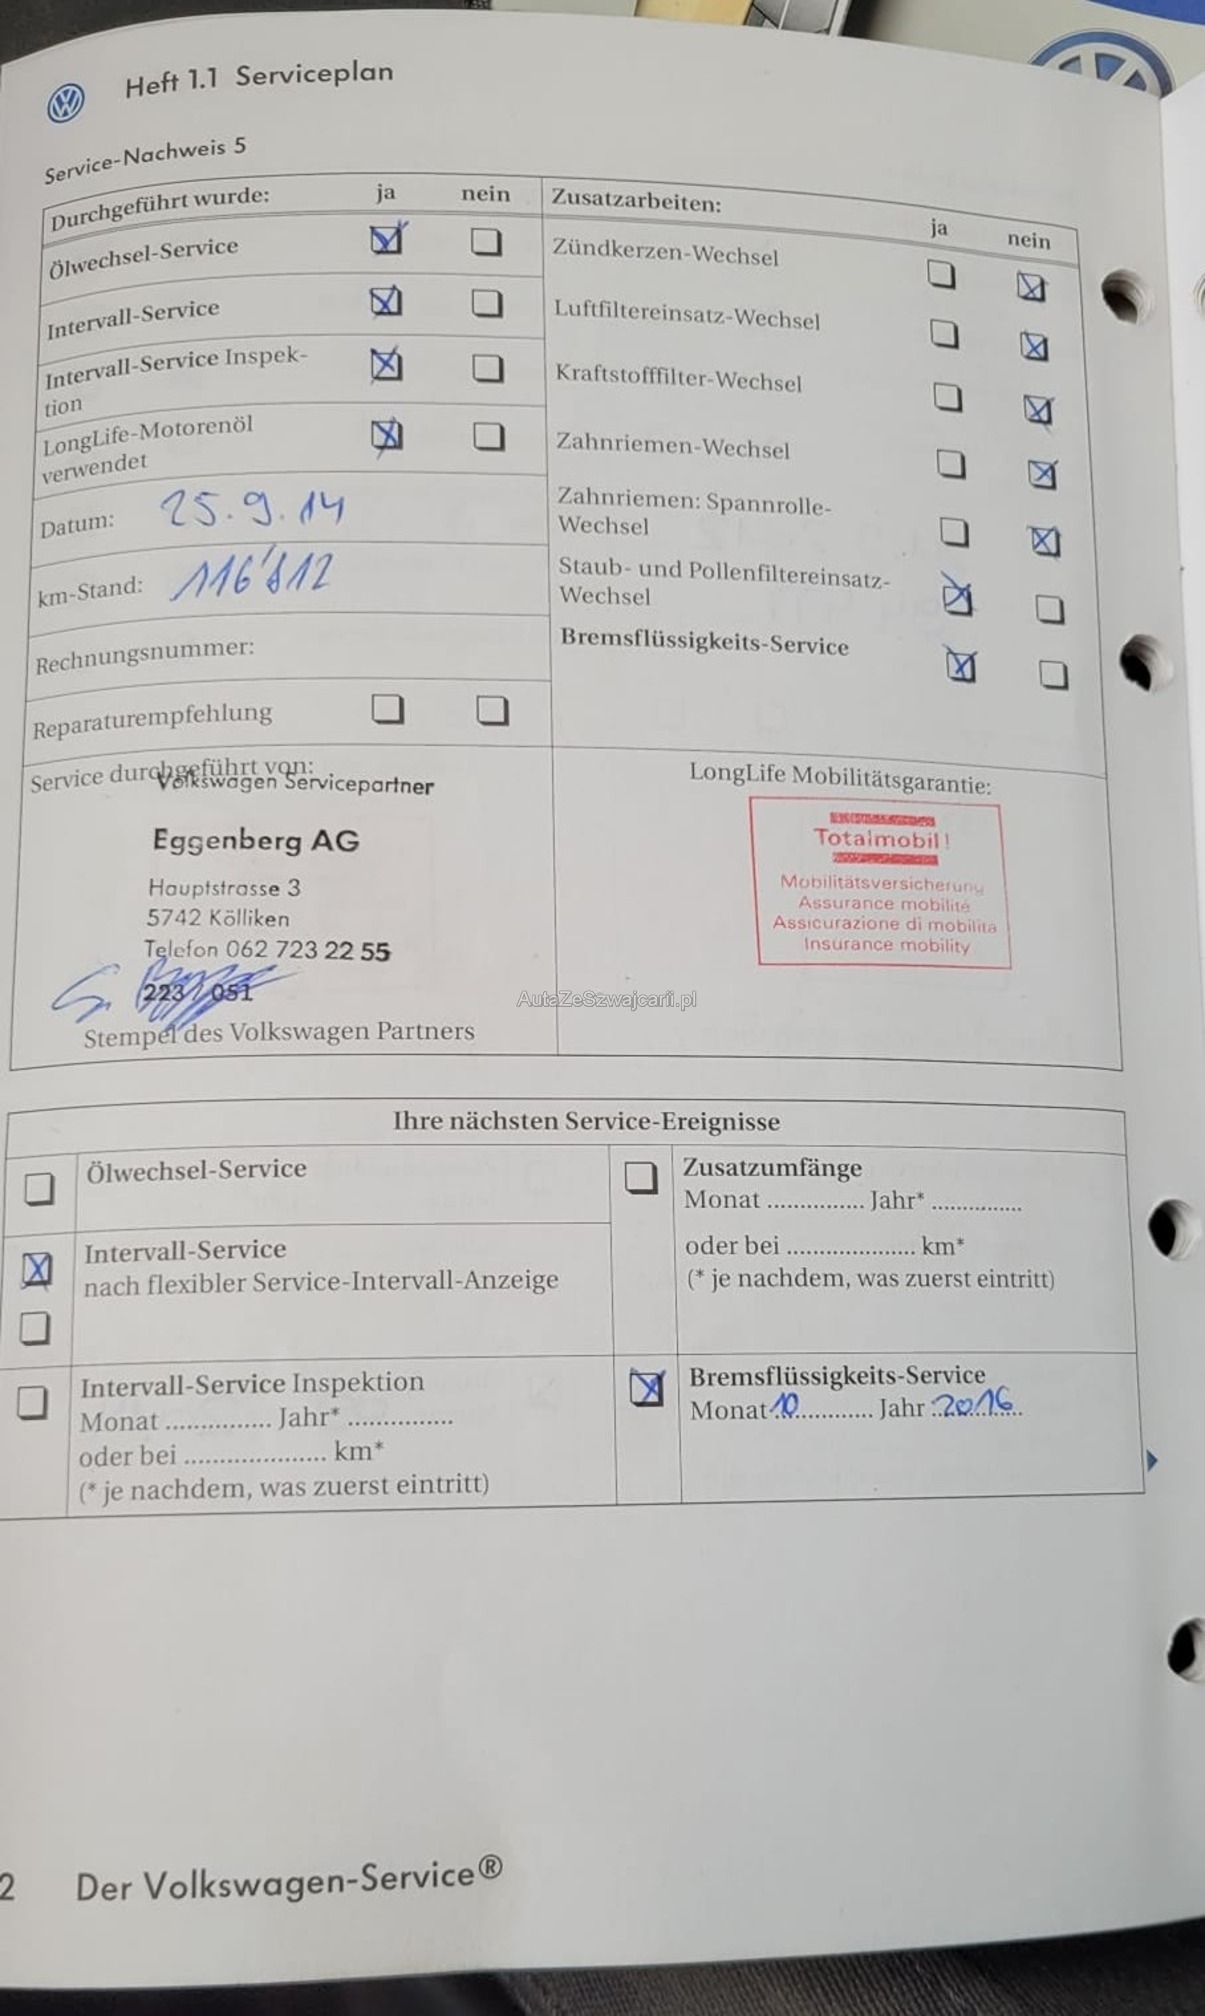 Heft 1.1 Serviceplan
Service-Nachweis 5
Durchgeführt wurde: ja nein
Ölwechsel-Service
Intervall-Service
Intervall-Service Inspek-
tion
LongLife-Motorenöl
verwendet
Datum: 25.9.14
km-Stand: 116'812
Rechnungsnummer:
Reparaturempfehlung
Zusatzarbeiten: ja nein
Zündkerzen-Wechsel
Luftfiltereinsatz-Wechsel
Kraftstofffilter-Wechsel
Zahnriemen-Wechsel
Zahnriemen: Spannrolle-
Wechsel
Staub- und Pollenfiltereinsatz-
Wechsel
Bremsflüssigkeits-Service
Service durchgeführt von:
Volkswagen Servicepartner
Eggenberg AG
Hauptstrasse 3
5742 Kölliken
Telefon 062 723 22 55
223 / 051
Stempel des Volkswagen Partners
LongLife Mobilitätsgarantie:
Totalmobil!
Mobilitätsversicherung
Assurance mobilité
Assicurazione di mobilità
Insurance mobility
AutaZeSzwajcarii.pl
Ihre nächsten Service-Ereignisse
Ölwechsel-Service
Intervall-Service
nach flexibler Service-Intervall-Anzeige
Intervall-Service Inspektion
Monat ................ Jahr* ................
oder bei ..................... km*
(* je nachdem, was zuerst eintritt)
Zusatzumfänge
Monat ............... Jahr* ..............
oder bei .................... km*
(* je nachdem, was zuerst eintritt)
Bremsflüssigkeits-Service
Monat 10 ............ Jahr 2016
2 Der Volkswagen-Service®